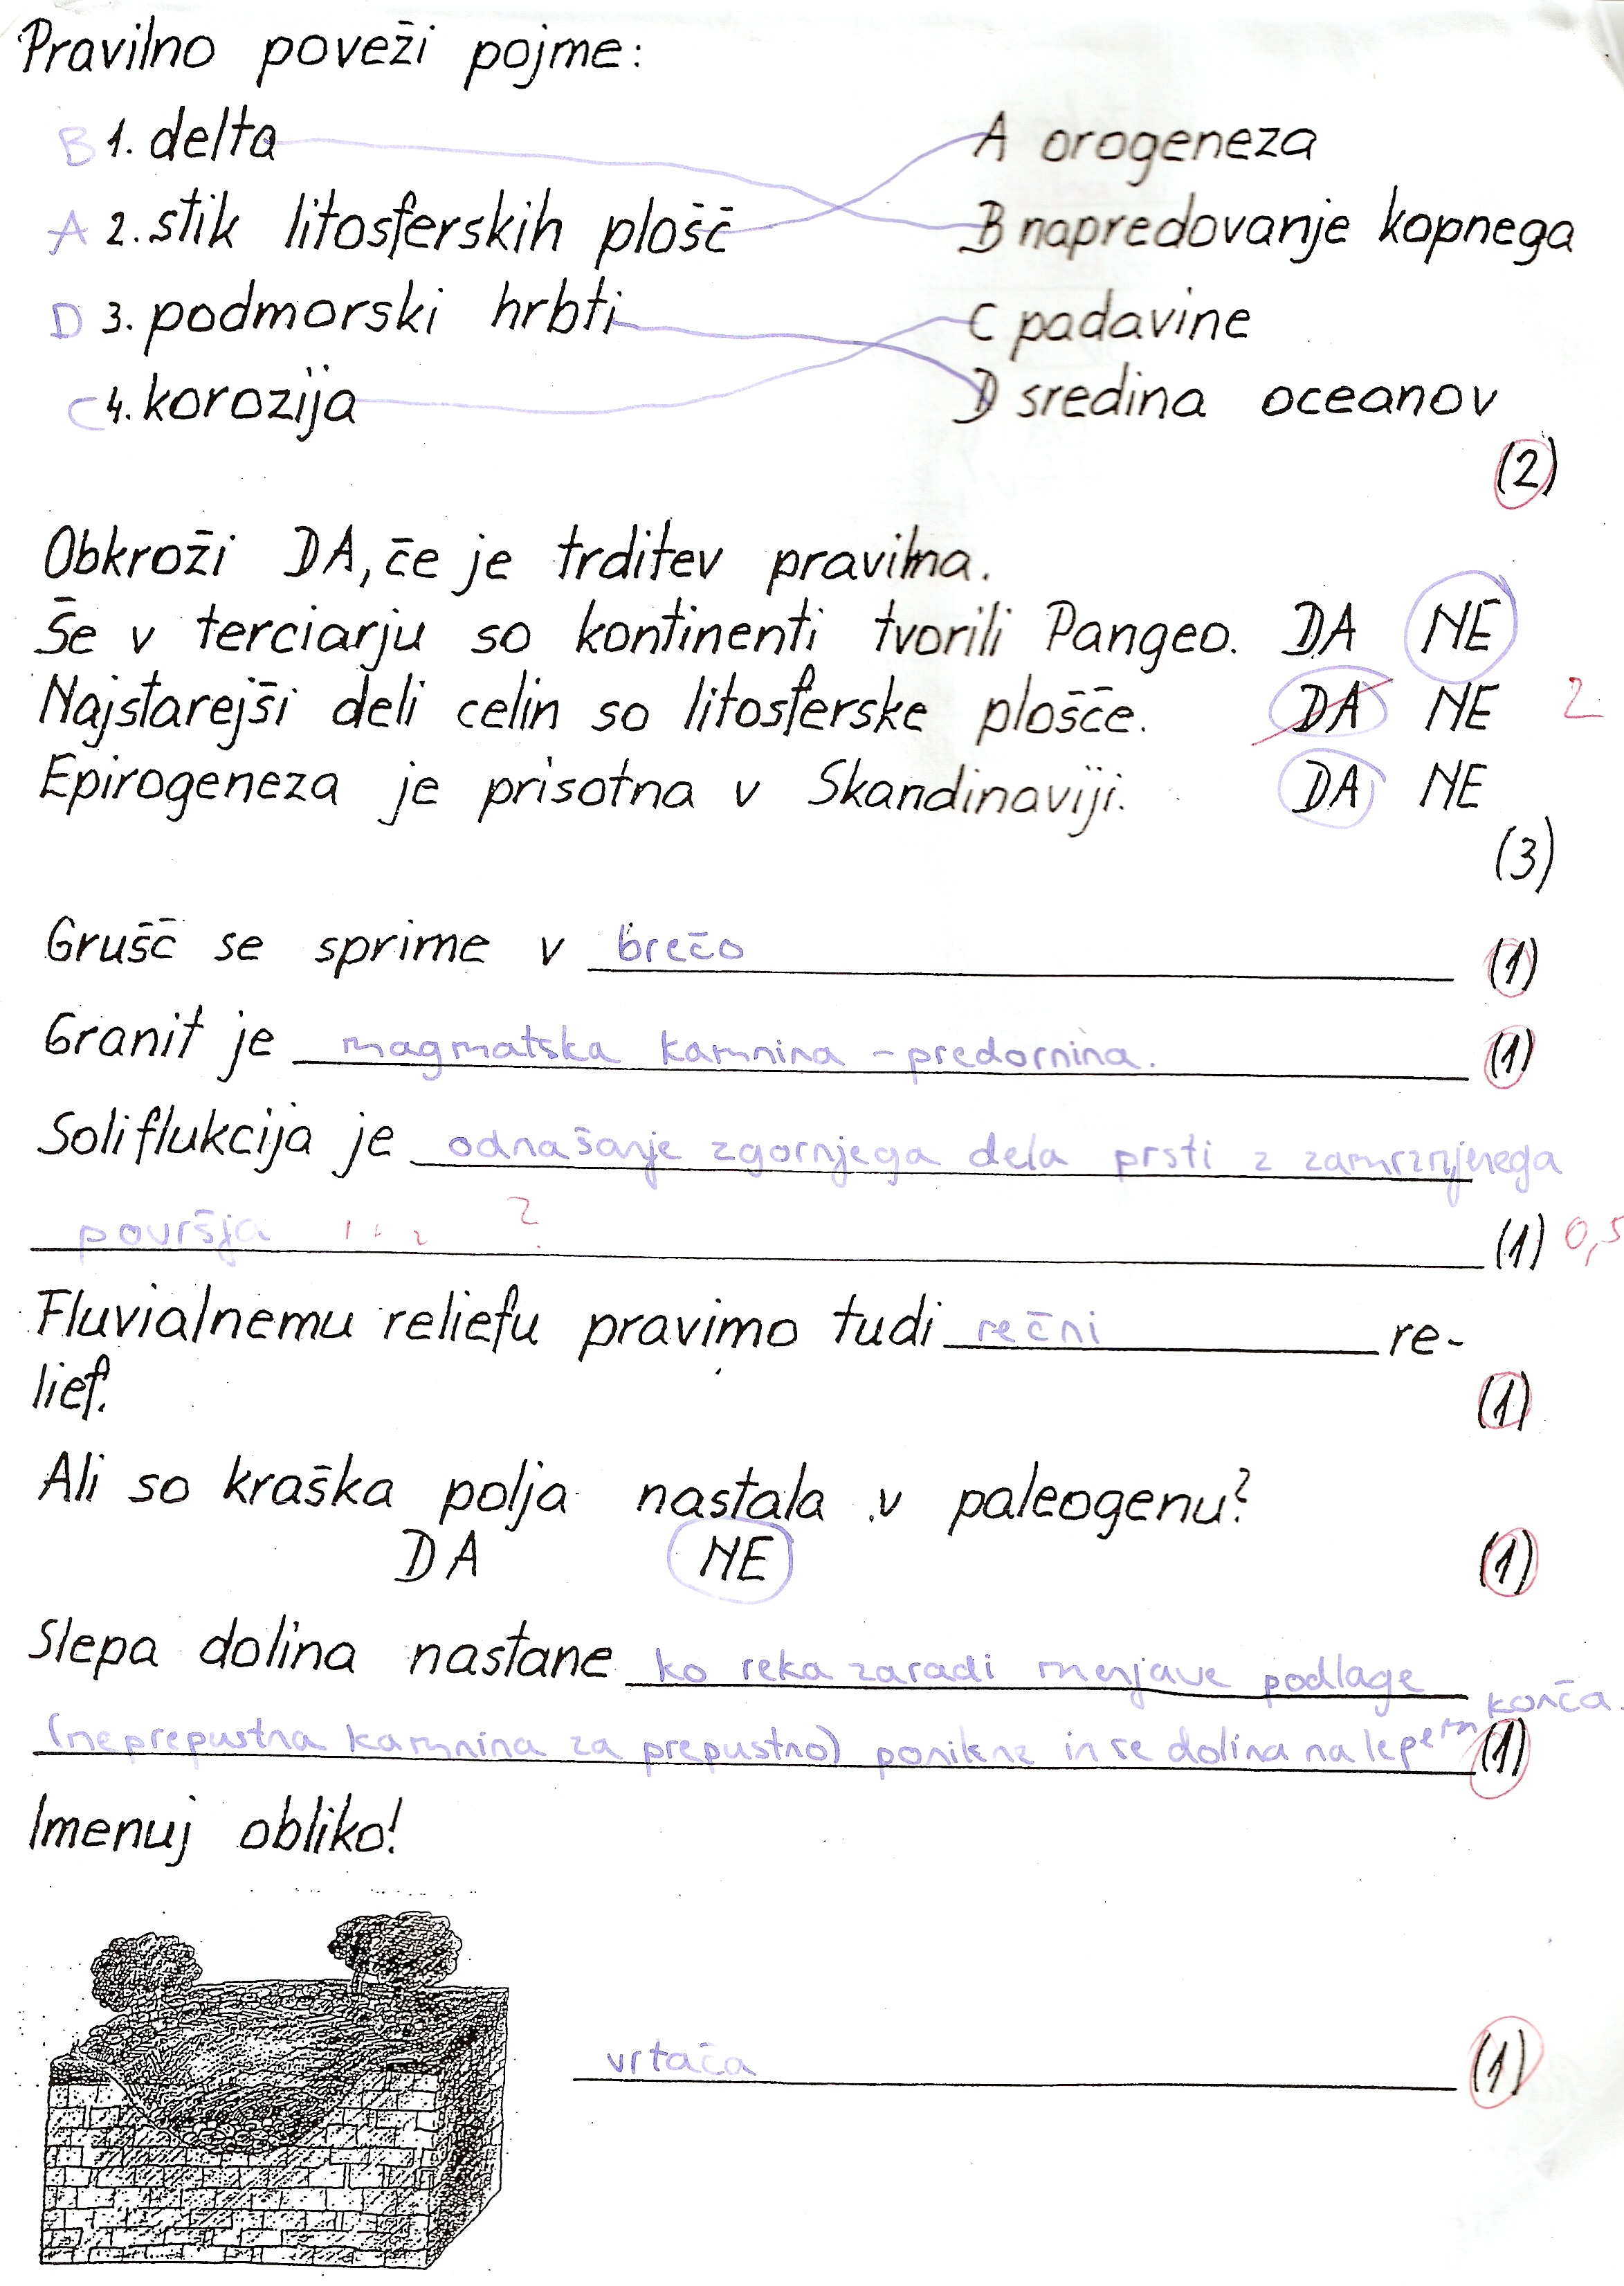 Pravilno poveži pojme:
B 1. delta A orogeneza
A 2. stik litosferskih plošč B napredovanje kopnega
D 3. podmorski hrbti C padavine
C 4. korozija D sredina oceanov
(2)
Obkroži DA, če je trditev pravilna.
Še v terciarju so kontinenti tvorili Pangeo. DA NE
Najstarejši deli celin so litosferske plošče. DA NE 2
Epirogeneza je prisotna v Skandinaviji. DA NE
(3)
Grušč se sprime v brečo (1)
Granit je magmatska kamnina - predornina. (1)
Soliflukcija je odnašanje zgornjega dela prsti z zamrznjenega
površja ? (1) 0,5
Fluvialnemu reliefu pravimo tudi rečni re-
lief. (1)
Ali so kraška polja nastala v paleogenu?
DA NE (1)
Slepa dolina nastane ko reka zaradi menjave podlage
(neprepustna kamnina za prepustno) ponikne in se dolina na lepem konča. (1)
Imenuj obliko!
vrtača (1)